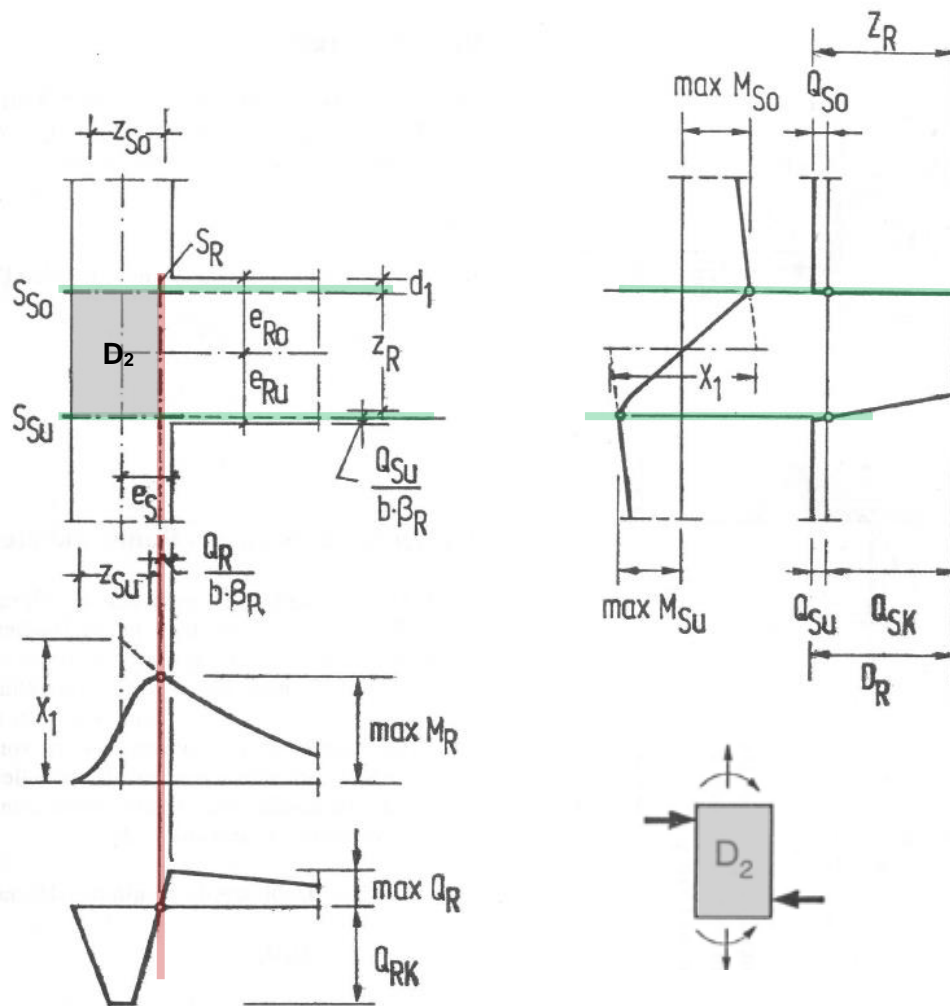 z_So
S_R
S_So
d_1
e_Ro
D_2
z_R
e_Ru
S_Su
Q_Su
b·β_R
e_S
Q_R
b·β_R
z_Su
X_1
max M_R
max Q_R
Q_RK
Z_R
max M_So
Q_So
X_1
max M_Su
Q_Su
Q_SK
D_R
D_2